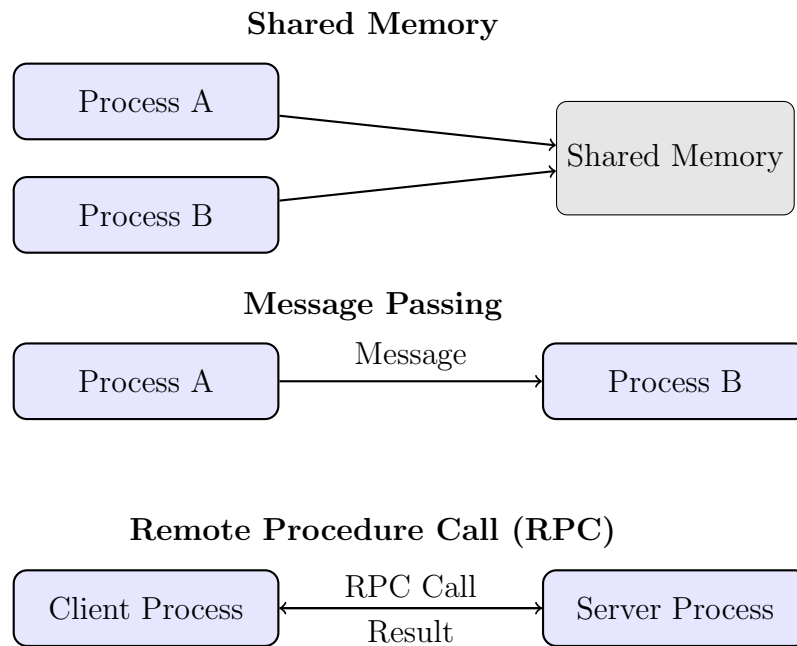 Shared Memory
Process A
Shared Memory
Process B
Message Passing
Process A
Message
Process B
Remote Procedure Call (RPC)
Client Process
RPC Call
Result
Server Process